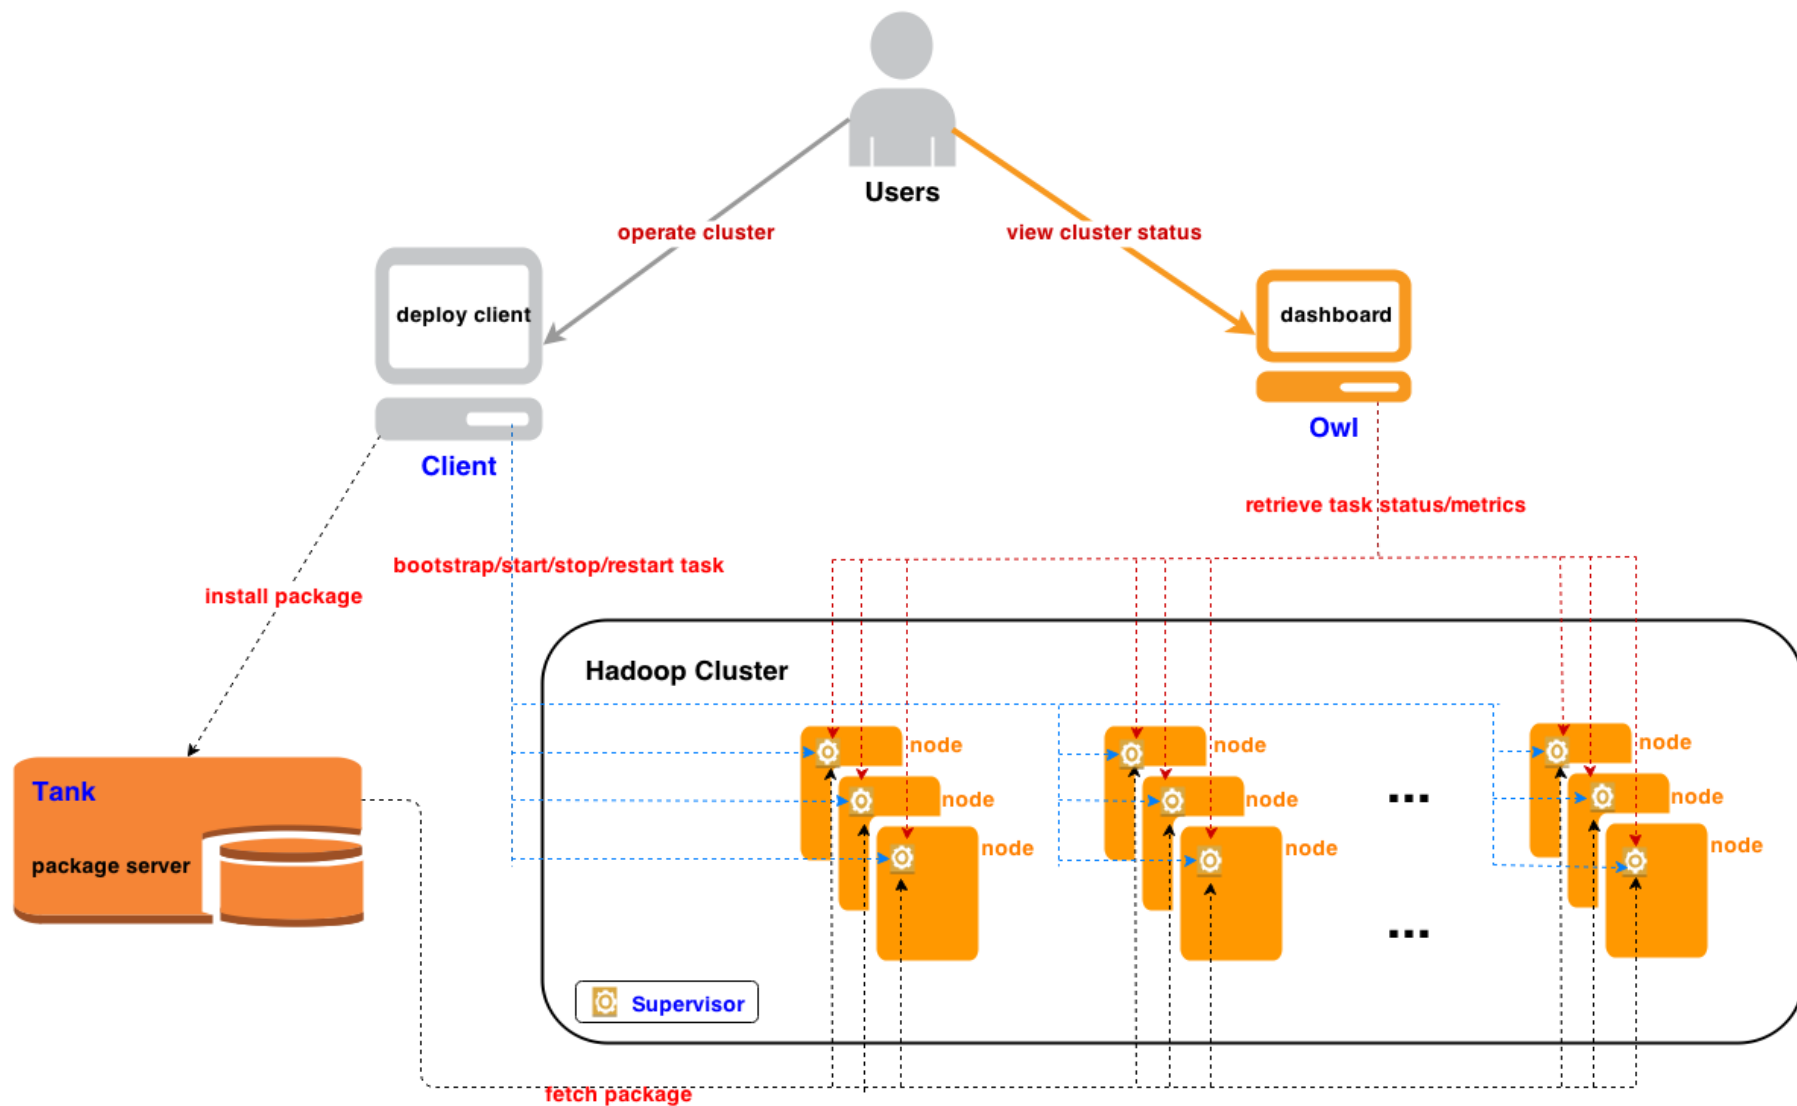 Users
operate cluster
view cluster status
deploy client
dashboard
Owl
Client
retrieve task status/metrics
bootstrap/start/stop/restart task
install package
Hadoop Cluster
node
node
node
node
node
node
node
node
node
...
...
Tank
package server
Supervisor
fetch package